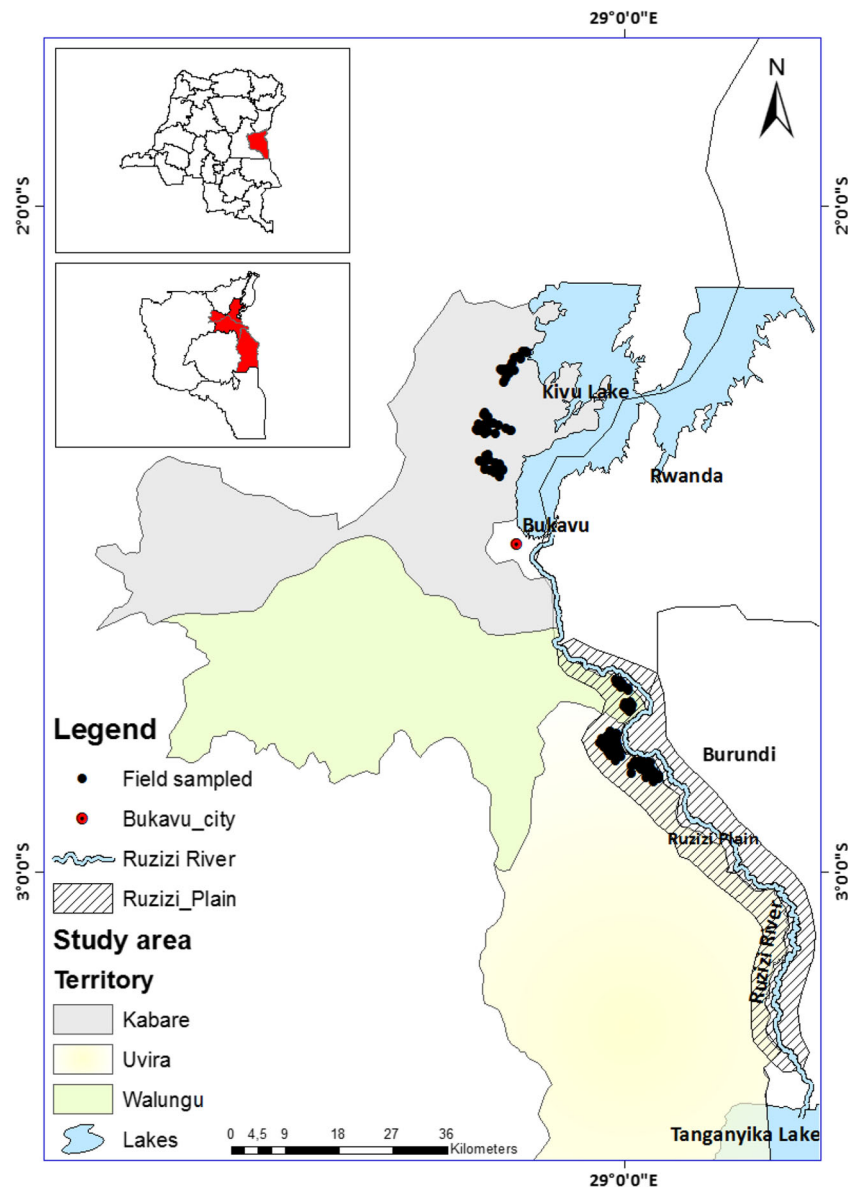 29°0'0"E
N
2°0'0"S
2°0'0"S
Kivu Lake
Rwanda
Bukavu
Legend
Field sampled
Bukavu_city
Ruzizi River
Ruzizi_Plain
Study area
Territory
Kabare
Uvira
Walungu
Lakes
Burundi
Ruzizi Plain
3°0'0"S
3°0'0"S
Ruzizi River
0 4,5 9 18 27 36
Kilometers
Tanganyika Lake
29°0'0"E